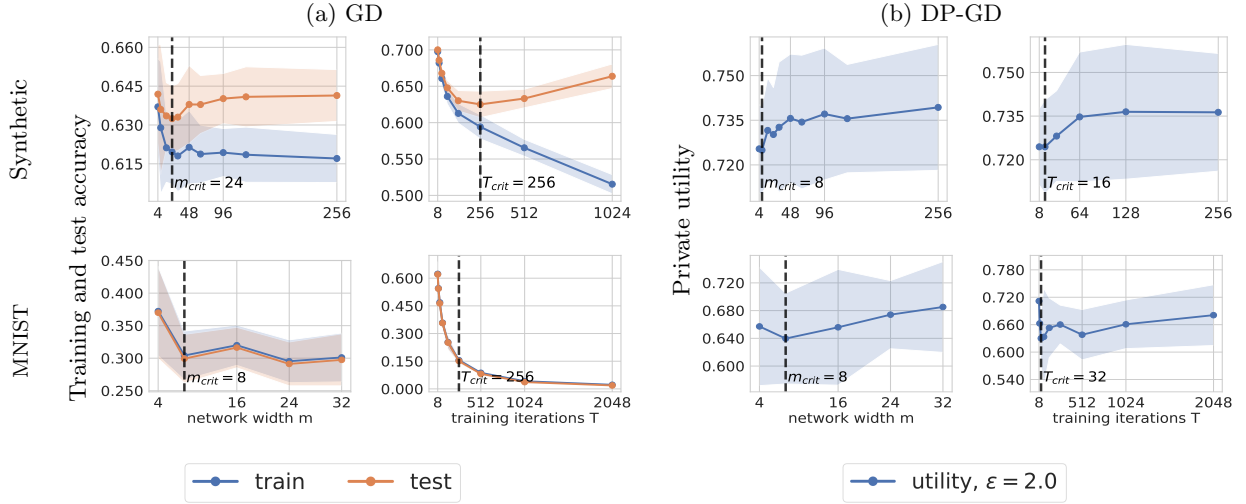 (a) GD
(b) DP-GD
Synthetic
MNIST
Training and test accuracy
0.660
0.645
0.630
0.615
m_crit = 24
4 48 96 256
0.700
0.650
0.600
0.550
0.500
T_crit = 256
8 256 512 1024
0.450
0.400
0.350
0.300
0.250
m_crit = 8
4 16 24 32
network width m
0.600
0.450
0.300
0.150
0.000
T_crit = 256
8 512 1024 2048
training iterations T
Private utility
0.750
0.735
0.720
m_crit = 8
4 48 96 256
0.750
0.735
0.720
T_crit = 16
8 64 128 256
0.720
0.680
0.640
0.600
m_crit = 8
4 16 24 32
network width m
0.780
0.720
0.660
0.600
0.540
T_crit = 32
8 512 1024 2048
training iterations T
train test
utility, ε = 2.0